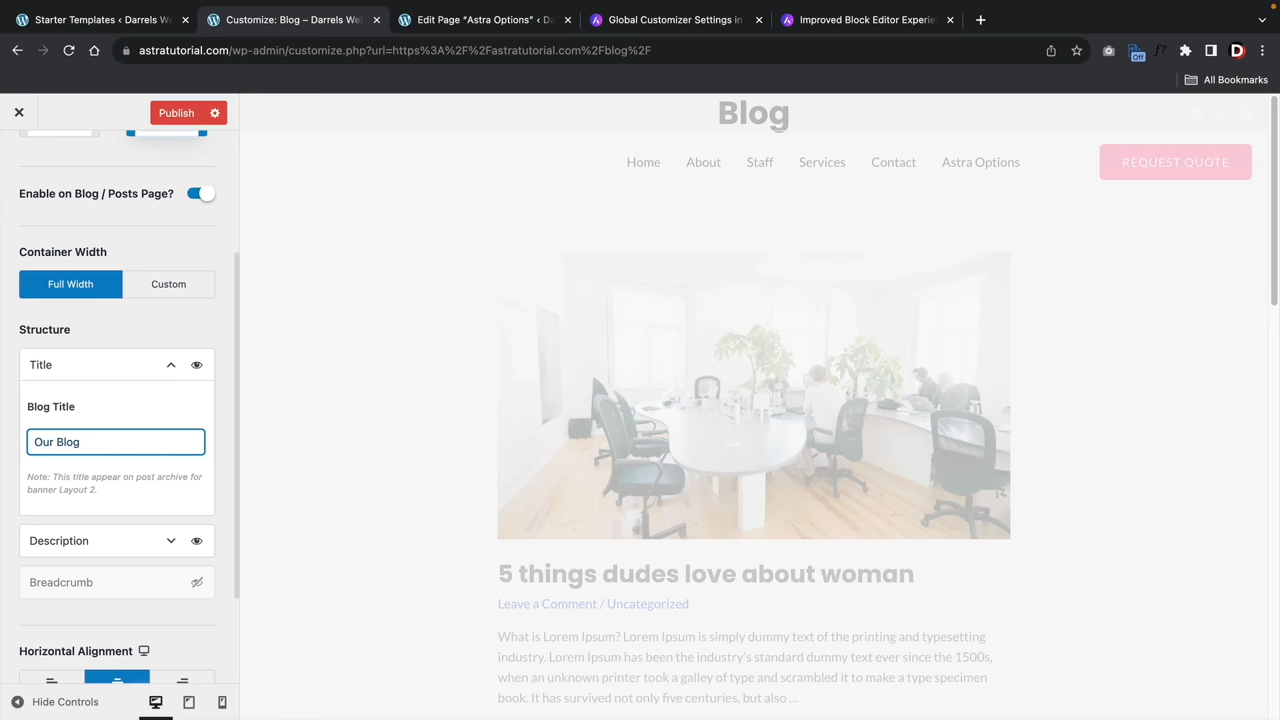 Starter Templates ‹ Darrels We
Customize: Blog – Darrels Wel
Edit Page “Astra Options” ‹ Da
Global Customizer Settings in
Improved Block Editor Experie
astratutorial.com/wp-admin/customize.php?url=https%3A%2F%2Fastratutorial.com%2Fblog%2F
Off
f?
D
All Bookmarks
Publish
Enable on Blog / Posts Page?
Container Width
Full Width
Custom
Structure
Title
Blog Title
Our Blog
Note: This title appear on post archive for
banner Layout 2.
Description
Breadcrumb
Horizontal Alignment
Hide Controls
Blog
Home
About
Staff
Services
Contact
Astra Options
REQUEST QUOTE
5 things dudes love about woman
Leave a Comment / Uncategorized
What is Lorem Ipsum? Lorem Ipsum is simply dummy text of the printing and typesetting
industry. Lorem Ipsum has been the industry’s standard dummy text ever since the 1500s,
when an unknown printer took a galley of type and scrambled it to make a type specimen
book. It has survived not only five centuries, but also ...